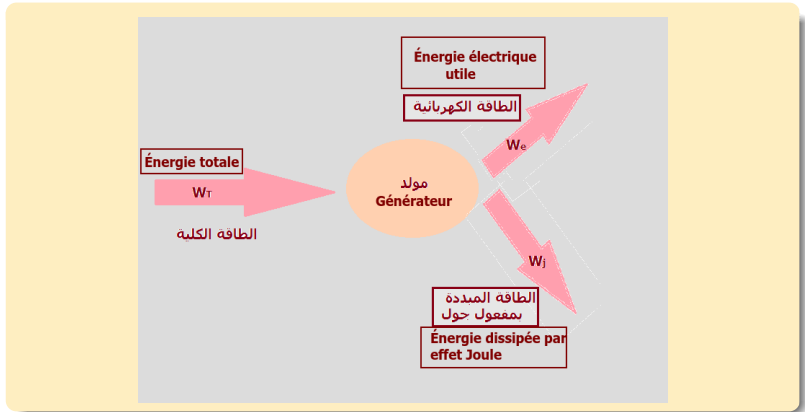 Énergie électrique
utile
الطاقة الكهربائية
We
Énergie totale
WT
الطاقة الكلية
مولد
Générateur
Wj
الطاقة المبددة
بمفعول جول
Énergie dissipée par
effet Joule